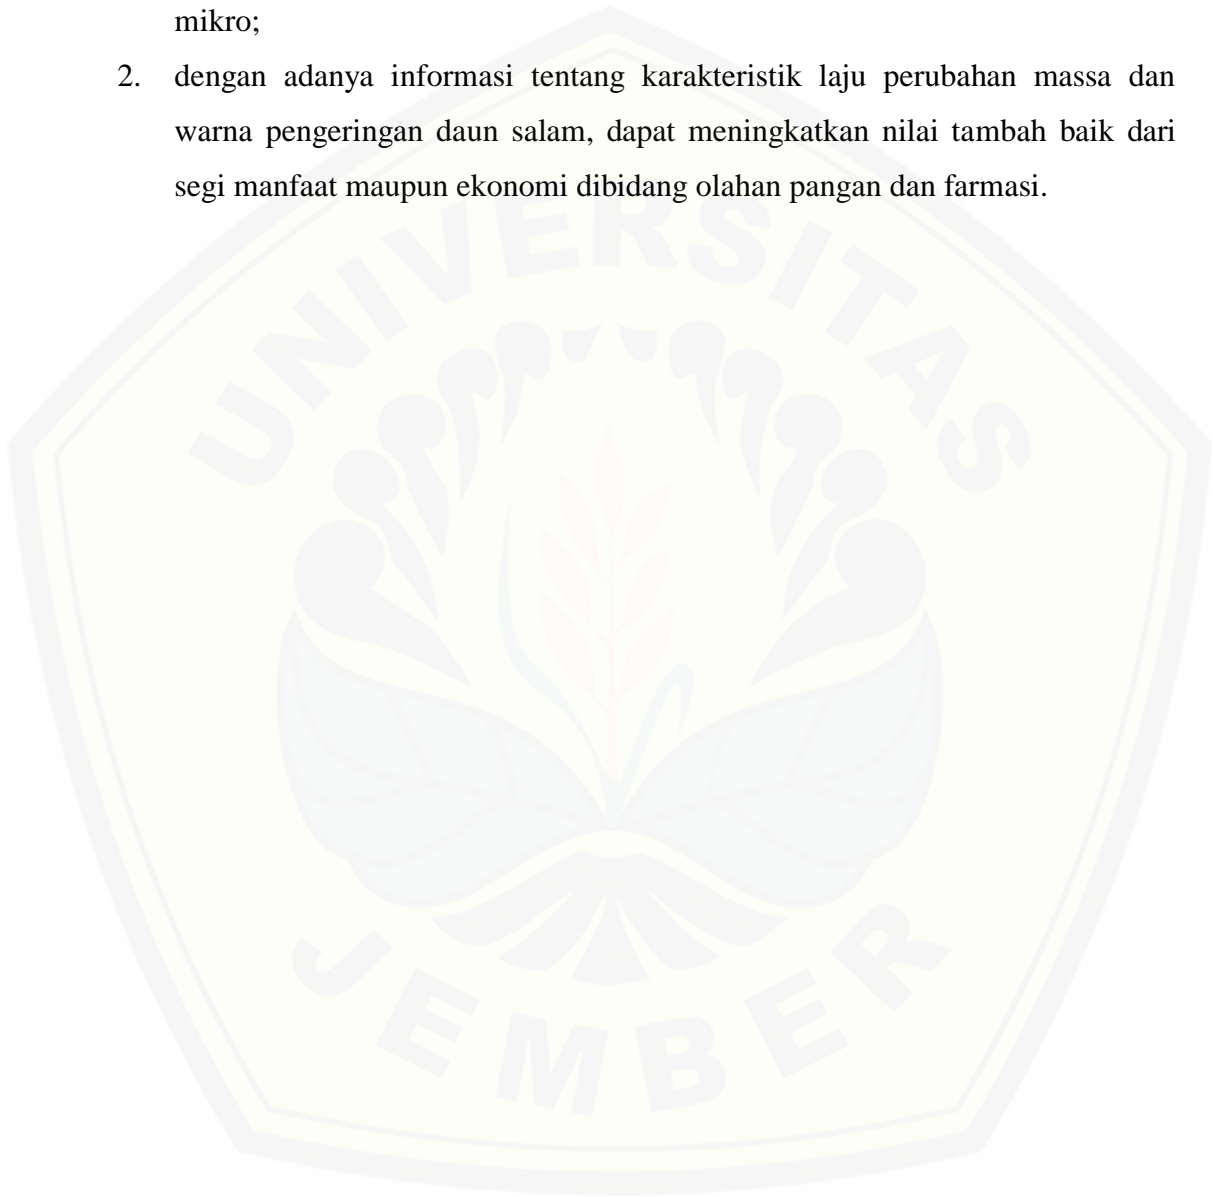 mikro;
2. dengan adanya informasi tentang karakteristik laju perubahan massa dan
warna pengeringan daun salam, dapat meningkatkan nilai tambah baik dari
segi manfaat maupun ekonomi dibidang olahan pangan dan farmasi.
UNIVERSITAS
JEMBER